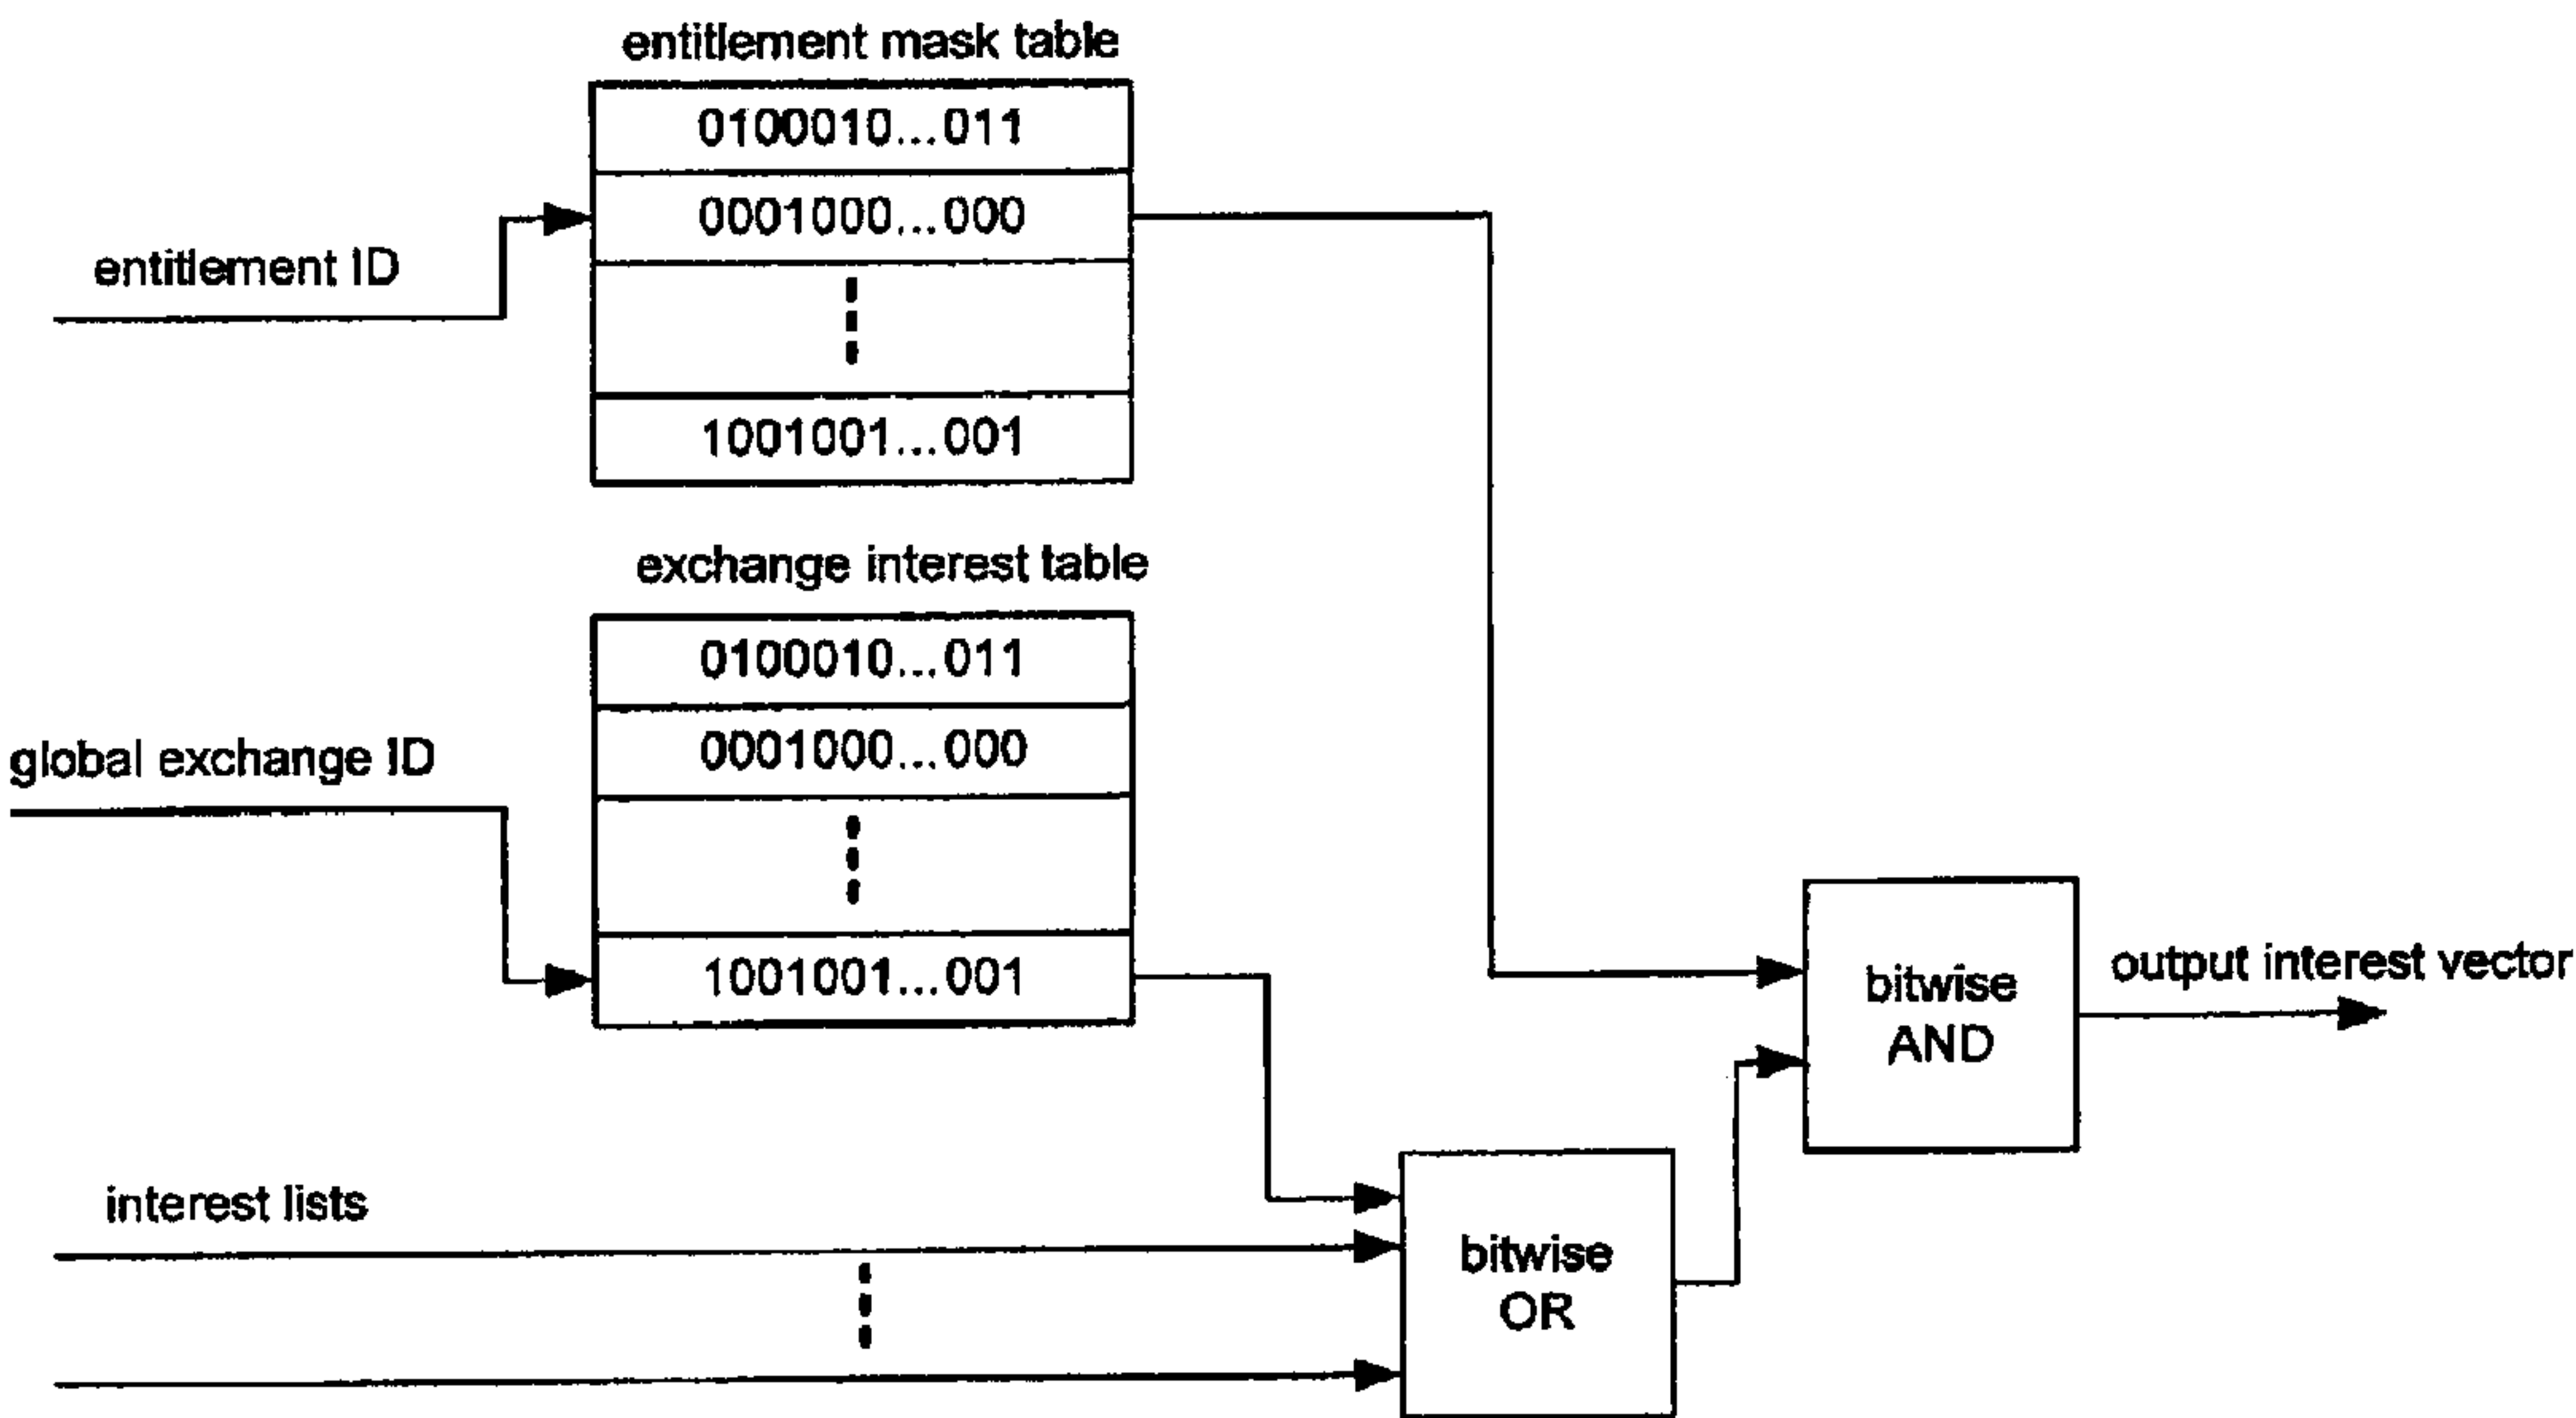 entitlement mask table
0100010...011
0001000...000
entitlement ID
1001001...001
exchange interest table
0100010...011
0001000...000
global exchange ID
1001001...001
bitwise
AND
output interest vector
interest lists
bitwise
OR